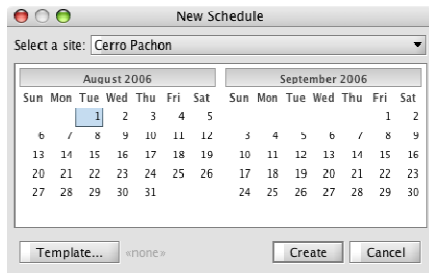 New Schedule
Select a site: Cerro Pachon
August 2006 September 2006
Sun Mon Tue Wed Thu Fri Sat Sun Mon Tue Wed Thu Fri Sat
1 2 3 4 5 1 2
6 7 8 9 10 11 12 3 4 5 6 7 8 9
13 14 15 16 17 18 19 10 11 12 13 14 15 16
20 21 22 23 24 25 26 17 18 19 20 21 22 23
27 28 29 30 31 24 25 26 27 28 29 30
Template... «none» Create Cancel